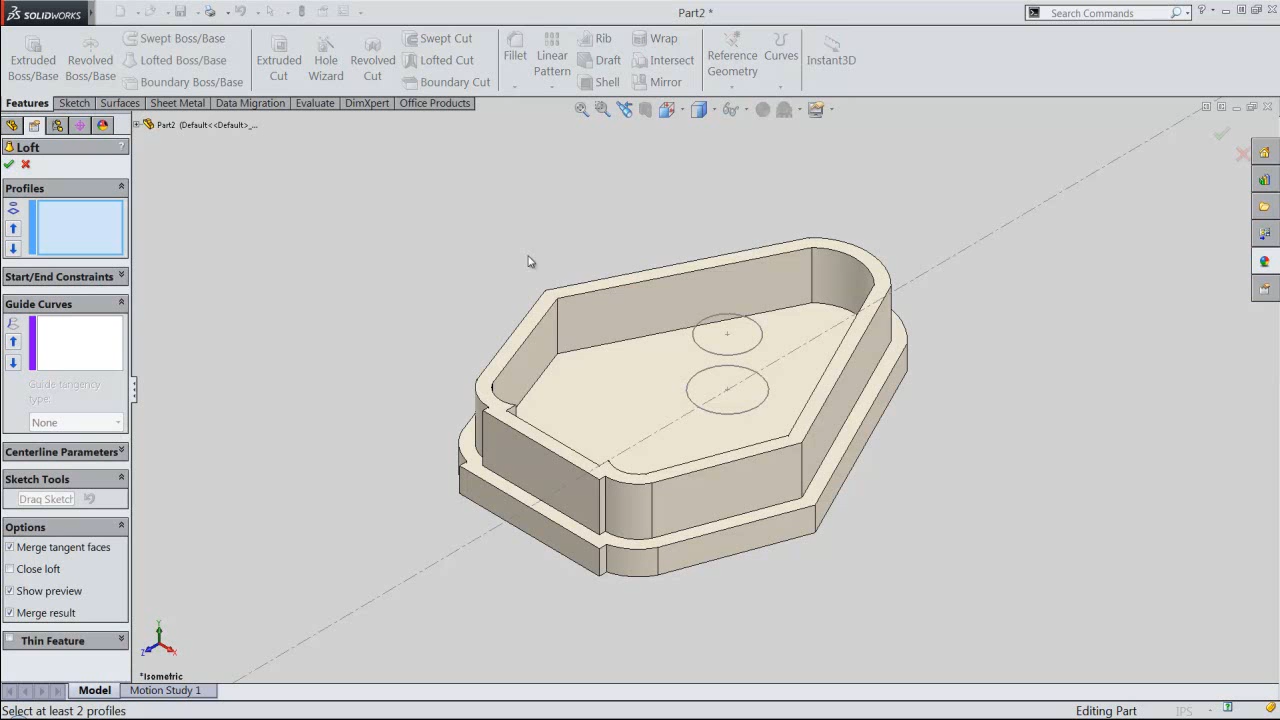 SOLIDWORKS
Part2 *
Search Commands
Extruded Boss/Base
Revolved Boss/Base
Swept Boss/Base
Lofted Boss/Base
Boundary Boss/Base
Extruded Cut
Hole Wizard
Revolved Cut
Swept Cut
Lofted Cut
Boundary Cut
Fillet
Linear Pattern
Rib
Draft
Shell
Wrap
Intersect
Mirror
Reference Geometry
Curves
Instant3D
Features
Sketch
Surfaces
Sheet Metal
Data Migration
Evaluate
DimXpert
Office Products
Part2 (Default<<Default>_...
Loft
?
Profiles
Start/End Constraints
Guide Curves
Guide tangency type:
None
Centerline Parameters
Sketch Tools
Drag Sketch
Options
Merge tangent faces
Close loft
Show preview
Merge result
Thin Feature
Y
Z
X
*Isometric
Model
Motion Study 1
Select at least 2 profiles
Editing Part
IPS